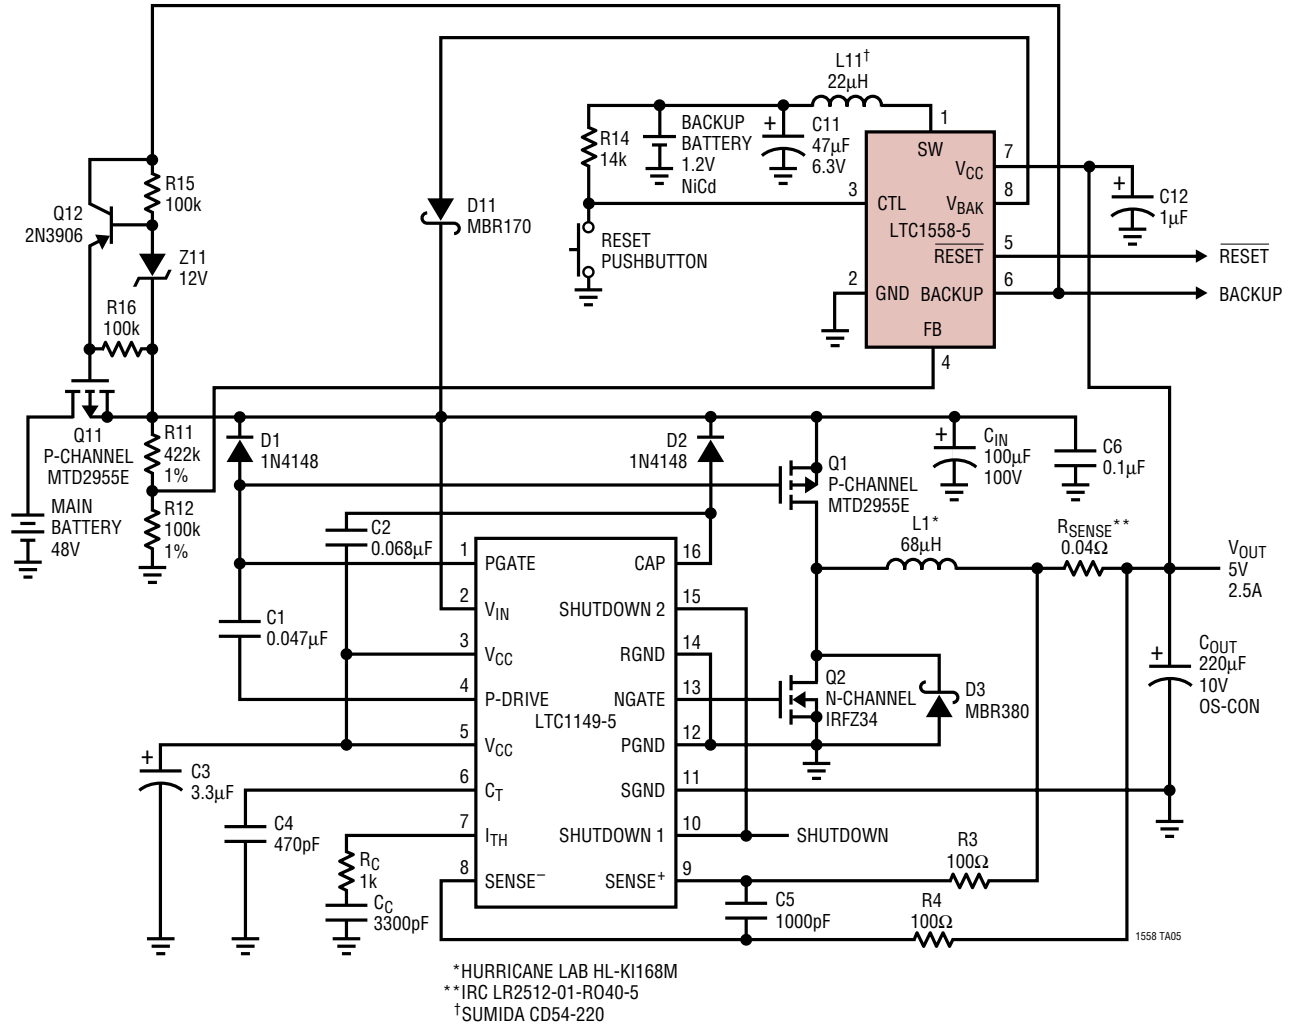 L11†
22µH
BACKUP
BATTERY
1.2V
NiCd
R14
14k
+
C11
47µF
6.3V
1
SW
7
VCC
8
VBAK
3
CTL
LTC1558-5
5
RESET
RESET
2
GND
BACKUP
6
BACKUP
FB
4
+
C12
1µF
RESET
PUSHBUTTON
D11
MBR170
R15
100k
Q12
2N3906
Z11
12V
R16
100k
Q11
P-CHANNEL
MTD2955E
R11
422k
1%
MAIN
BATTERY
48V
R12
100k
1%
D1
1N4148
D2
1N4148
Q1
P-CHANNEL
MTD2955E
+
CIN
100µF
100V
C6
0.1µF
C2
0.068µF
L1*
68µH
RSENSE**
0.04Ω
VOUT
5V
2.5A
C1
0.047µF
1
PGATE
CAP
16
2
VIN
SHUTDOWN 2
15
3
VCC
RGND
14
4
P-DRIVE
NGATE
13
LTC1149-5
5
VCC
PGND
12
6
CT
SGND
11
7
ITH
SHUTDOWN 1
10
SHUTDOWN
8
SENSE–
SENSE+
9
Q2
N-CHANNEL
IRFZ34
D3
MBR380
+
COUT
220µF
10V
OS-CON
+
C3
3.3µF
C4
470pF
RC
1k
CC
3300pF
R3
100Ω
C5
1000pF
R4
100Ω
1558 TA05
*HURRICANE LAB HL-KI168M
**IRC LR2512-01-RO40-5
†SUMIDA CD54-220